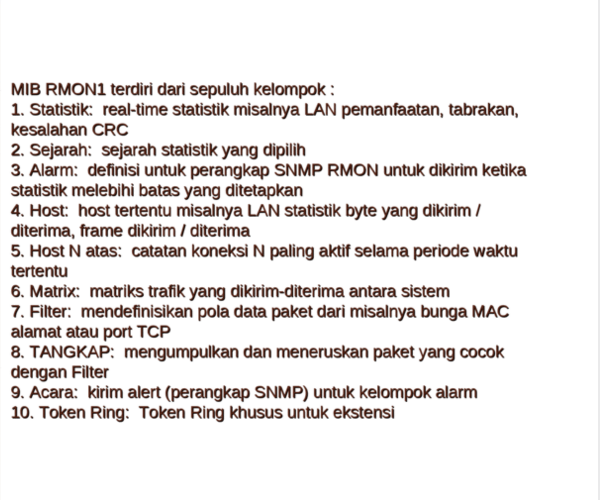 MIB RMON1 terdiri dari sepuluh kelompok :
1. Statistik:  real-time statistik misalnya LAN pemanfaatan, tabrakan,
kesalahan CRC
2. Sejarah:  sejarah statistik yang dipilih
3. Alarm:  definisi untuk perangkap SNMP RMON untuk dikirim ketika
statistik melebihi batas yang ditetapkan
4. Host:  host tertentu misalnya LAN statistik byte yang dikirim /
diterima, frame dikirim / diterima
5. Host N atas:  catatan koneksi N paling aktif selama periode waktu
tertentu
6. Matrix:  matriks trafik yang dikirim-diterima antara sistem
7. Filter:  mendefinisikan pola data paket dari misalnya bunga MAC
alamat atau port TCP
8. TANGKAP:  mengumpulkan dan meneruskan paket yang cocok
dengan Filter
9. Acara:  kirim alert (perangkap SNMP) untuk kelompok alarm
10. Token Ring:  Token Ring khusus untuk ekstensi